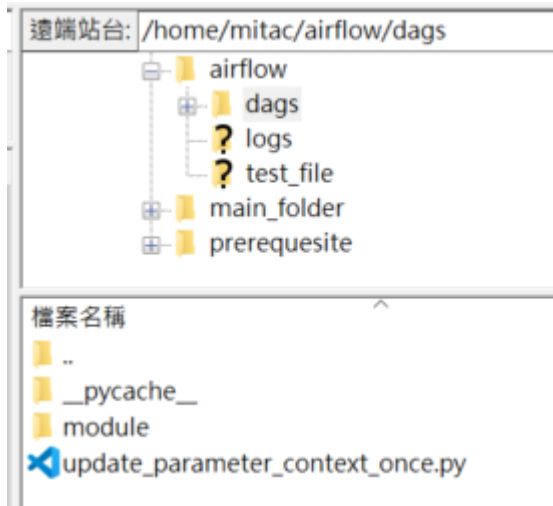 遠端站台: /home/mitac/airflow/dags
airflow
dags
logs
test_file
main_folder
prerequesite
檔案名稱
..
__pycache__
module
update_parameter_context_once.py